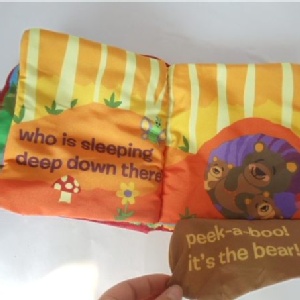 who is sleeping
deep down there
peek-a-boo!
it's the bear!